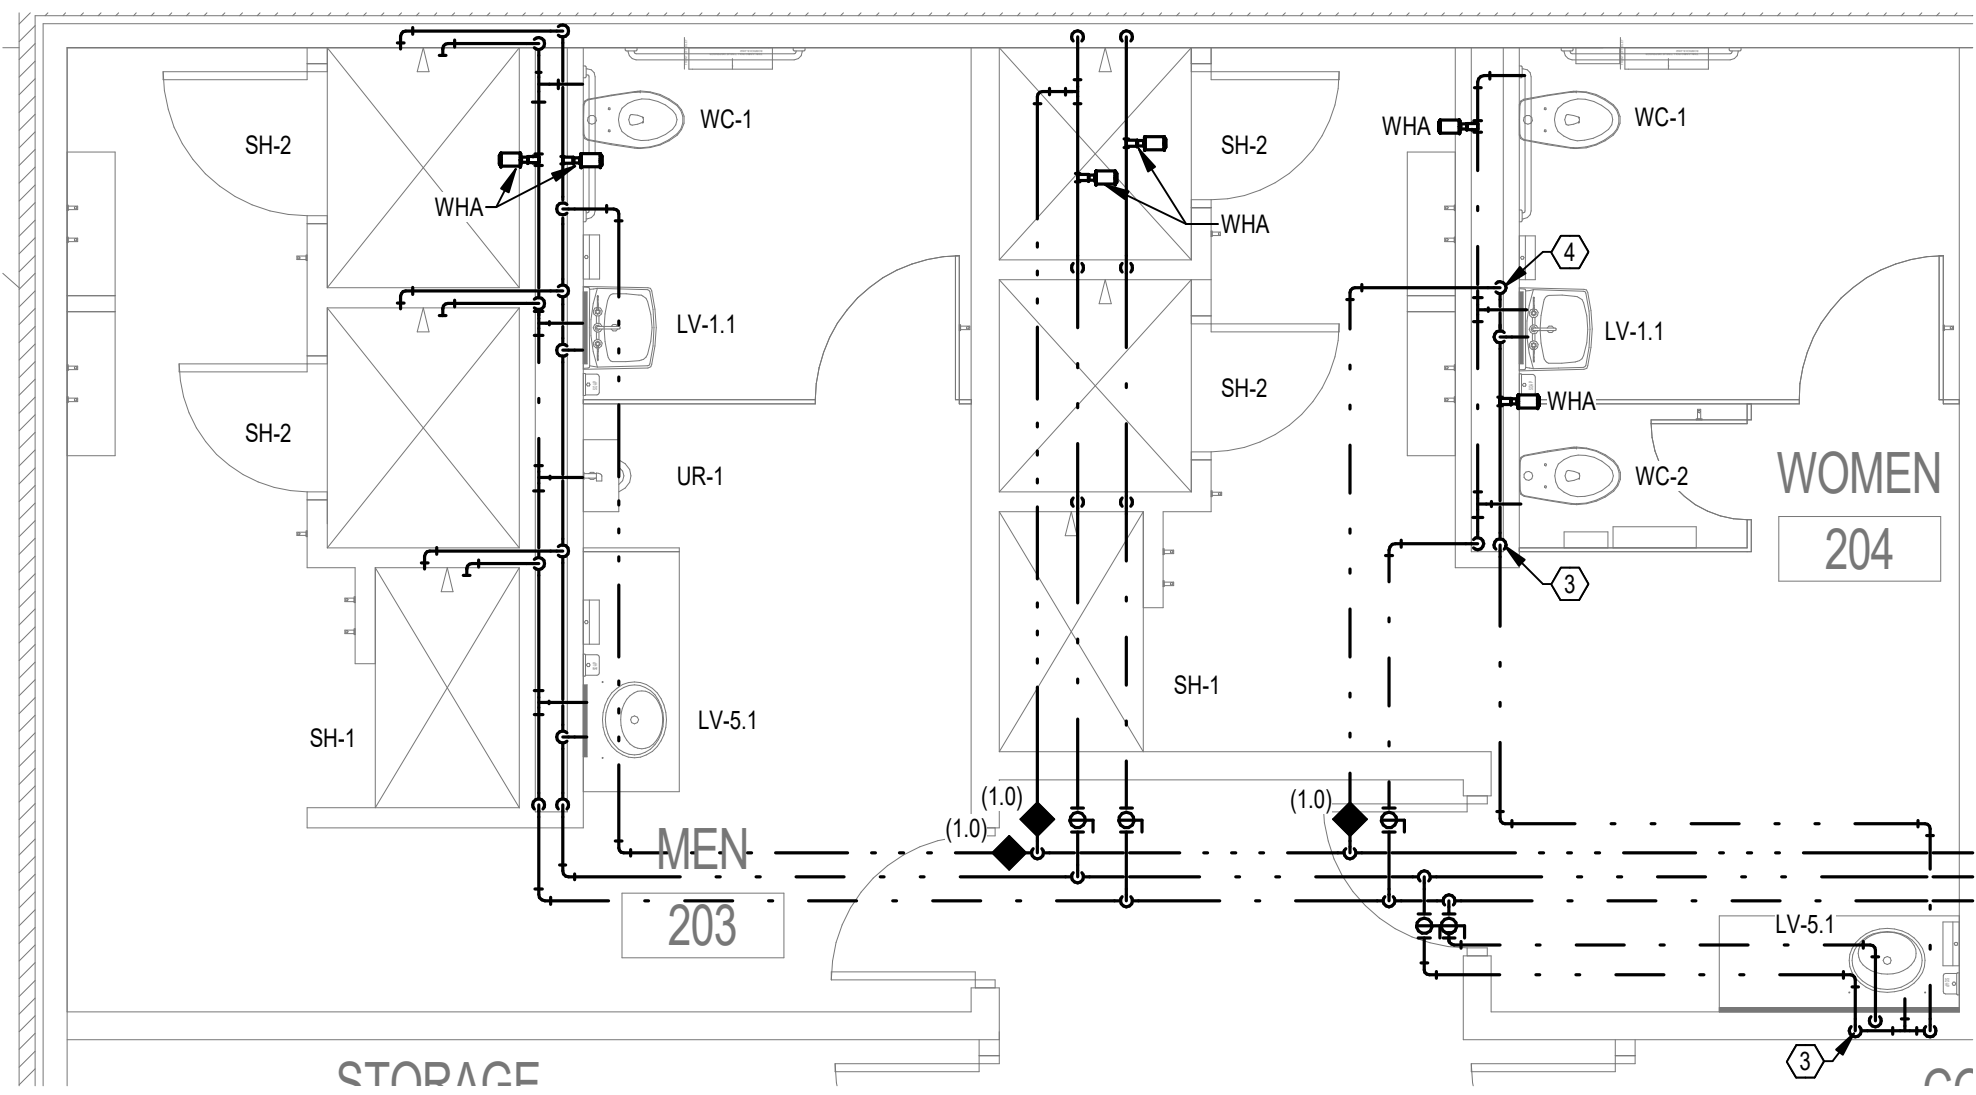 WC-1
WC-1
WHA
SH-2
SH-2
WHA
WHA
4
LV-1.1
LV-1.1
SH-2
WHA
SH-2
UR-1
WC-2
WOMEN
204
3
SH-1
LV-5.1
SH-1
(1.0)
(1.0)
(1.0)
MEN
203
LV-5.1
3
STORAGE
CO